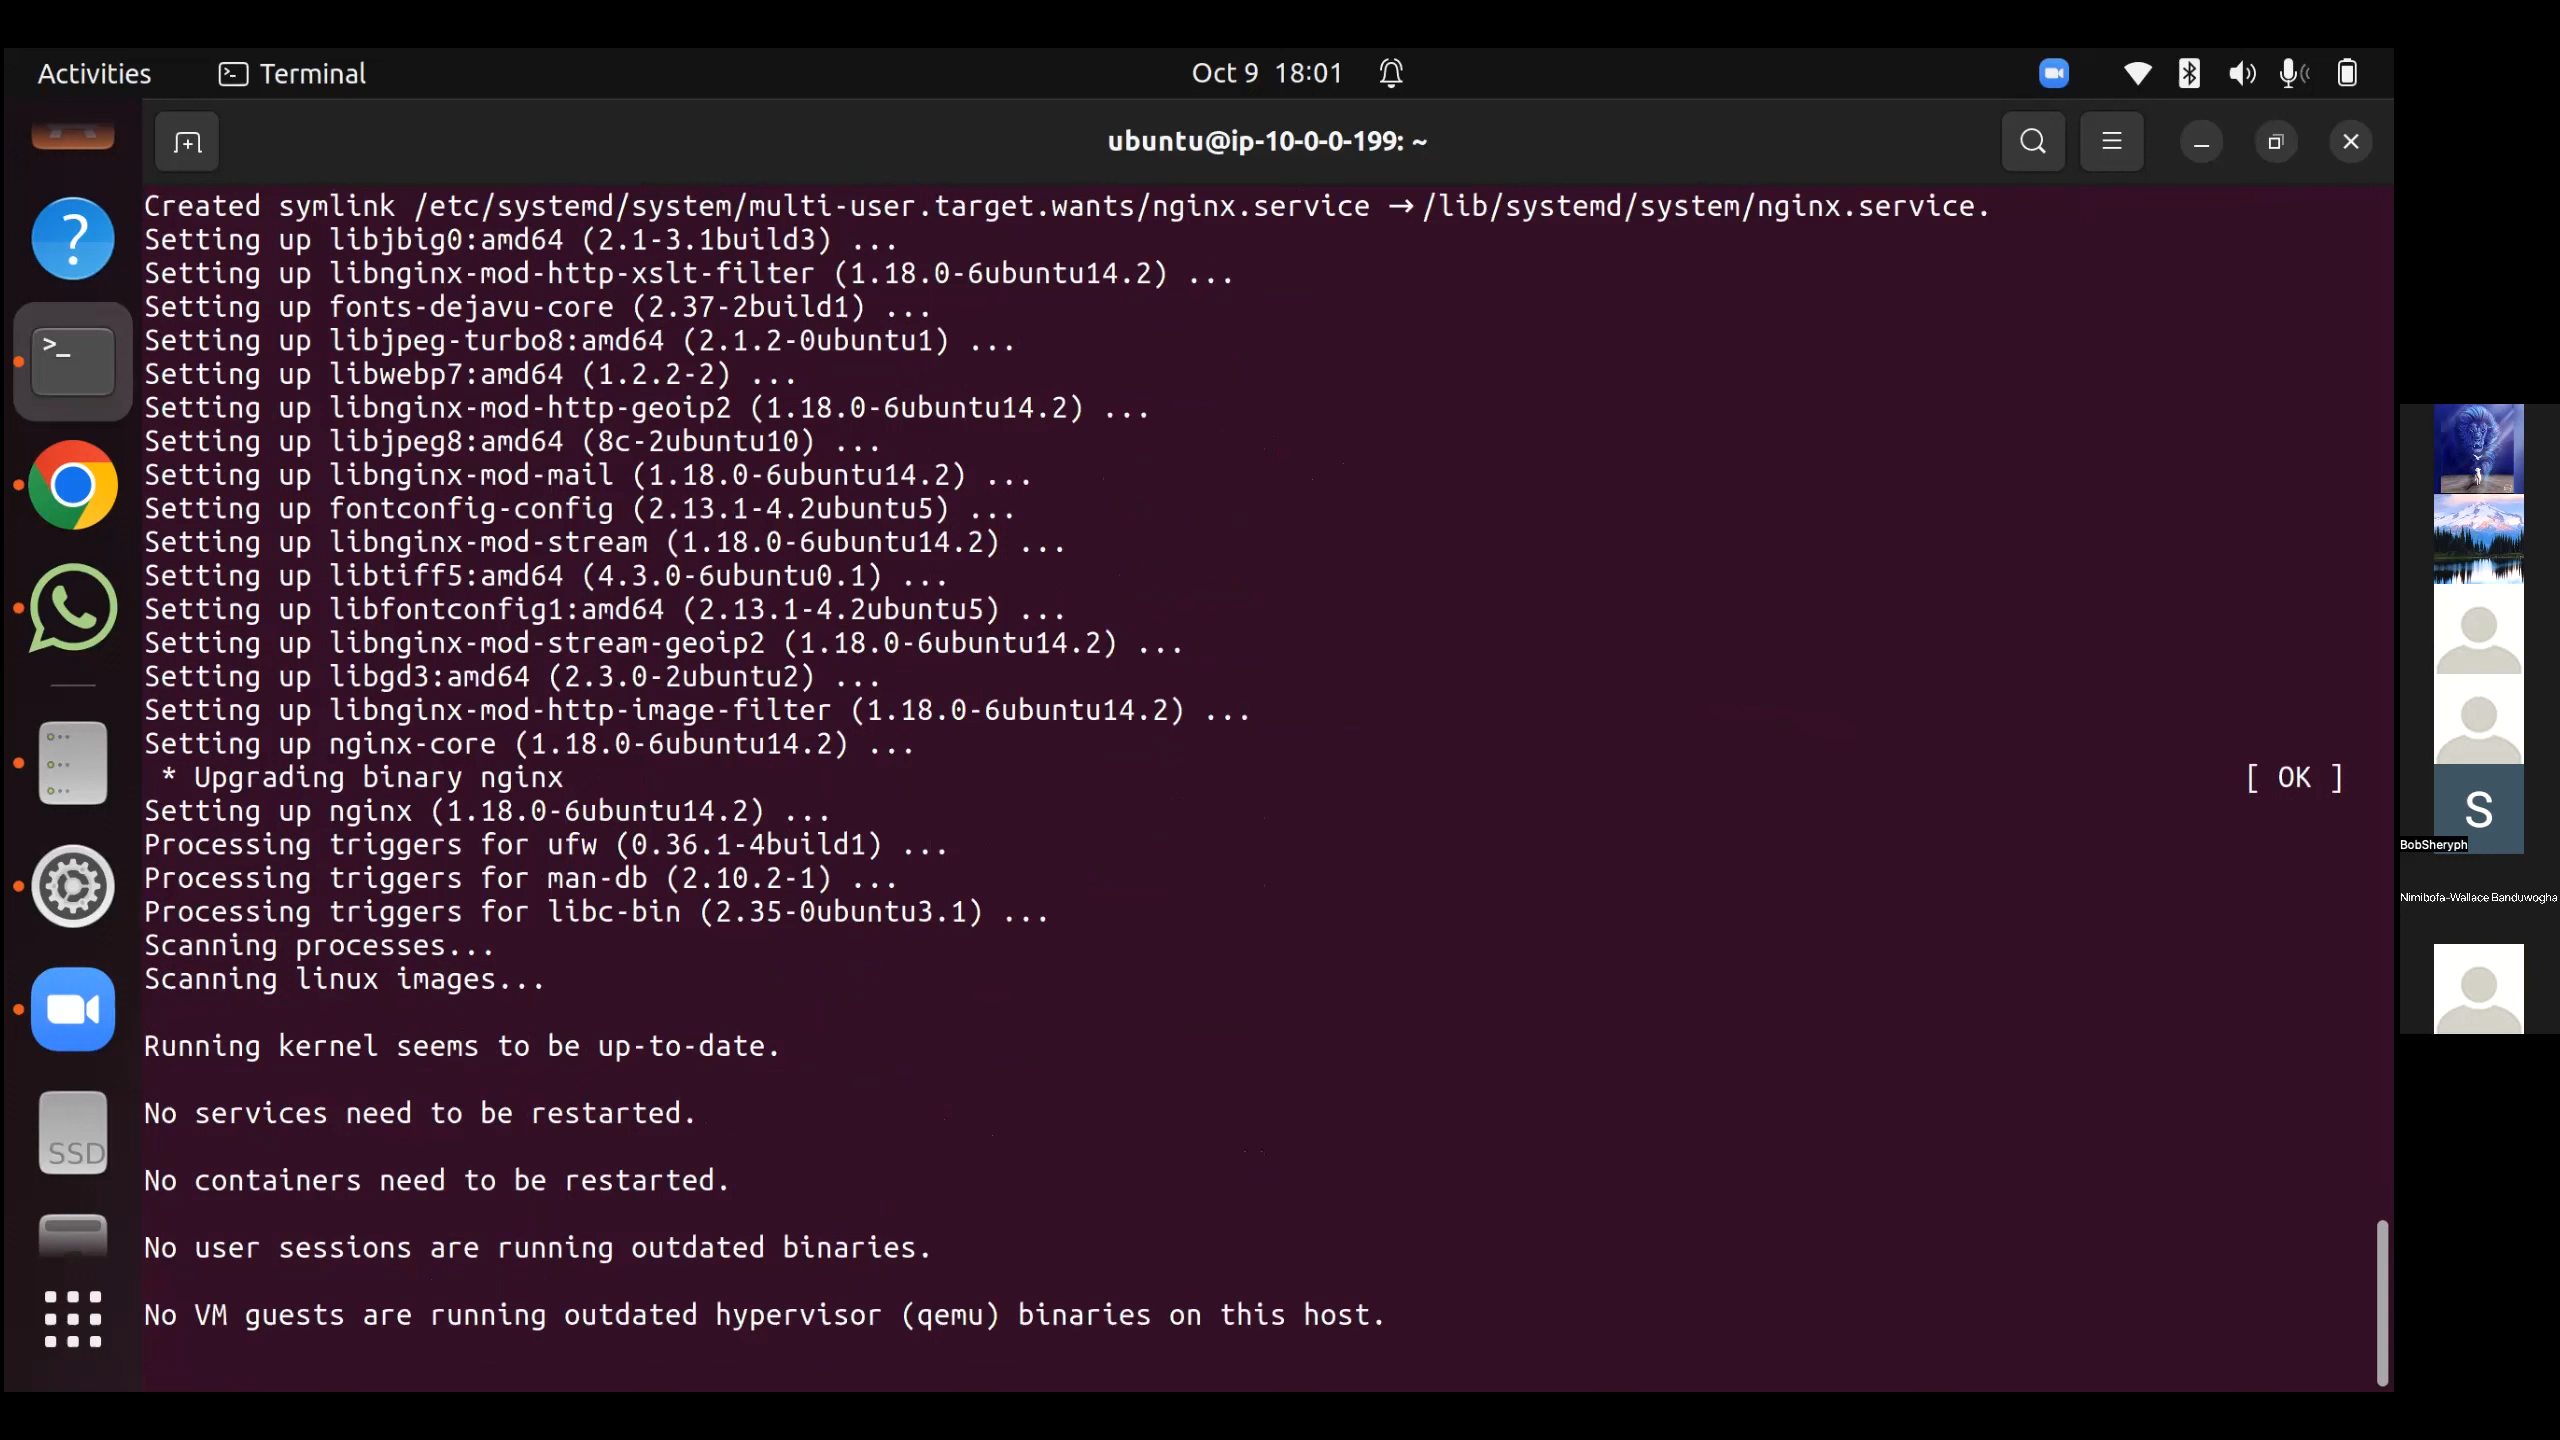 Activities
Terminal
Oct 9 18:01
ubuntu@ip-10-0-0-199: ~
Created symlink /etc/systemd/system/multi-user.target.wants/nginx.service → /lib/systemd/system/nginx.service.
Setting up libjbig0:amd64 (2.1-3.1build3) ...
Setting up libnginx-mod-http-xslt-filter (1.18.0-6ubuntu14.2) ...
Setting up fonts-dejavu-core (2.37-2build1) ...
Setting up libjpeg-turbo8:amd64 (2.1.2-0ubuntu1) ...
Setting up libwebp7:amd64 (1.2.2-2) ...
Setting up libnginx-mod-http-geoip2 (1.18.0-6ubuntu14.2) ...
Setting up libjpeg8:amd64 (8c-2ubuntu10) ...
Setting up libnginx-mod-mail (1.18.0-6ubuntu14.2) ...
Setting up fontconfig-config (2.13.1-4.2ubuntu5) ...
Setting up libnginx-mod-stream (1.18.0-6ubuntu14.2) ...
Setting up libtiff5:amd64 (4.3.0-6ubuntu0.1) ...
Setting up libfontconfig1:amd64 (2.13.1-4.2ubuntu5) ...
Setting up libnginx-mod-stream-geoip2 (1.18.0-6ubuntu14.2) ...
Setting up libgd3:amd64 (2.3.0-2ubuntu2) ...
Setting up libnginx-mod-http-image-filter (1.18.0-6ubuntu14.2) ...
Setting up nginx-core (1.18.0-6ubuntu14.2) ...
* Upgrading binary nginx [ OK ]
Setting up nginx (1.18.0-6ubuntu14.2) ...
Processing triggers for ufw (0.36.1-4build1) ...
Processing triggers for man-db (2.10.2-1) ...
Processing triggers for libc-bin (2.35-0ubuntu3.1) ...
Scanning processes...
Scanning linux images...
Running kernel seems to be up-to-date.
No services need to be restarted.
No containers need to be restarted.
No user sessions are running outdated binaries.
No VM guests are running outdated hypervisor (qemu) binaries on this host.
SSD
S
BobSheryph
Nimibofa-Wallace Banduwogha